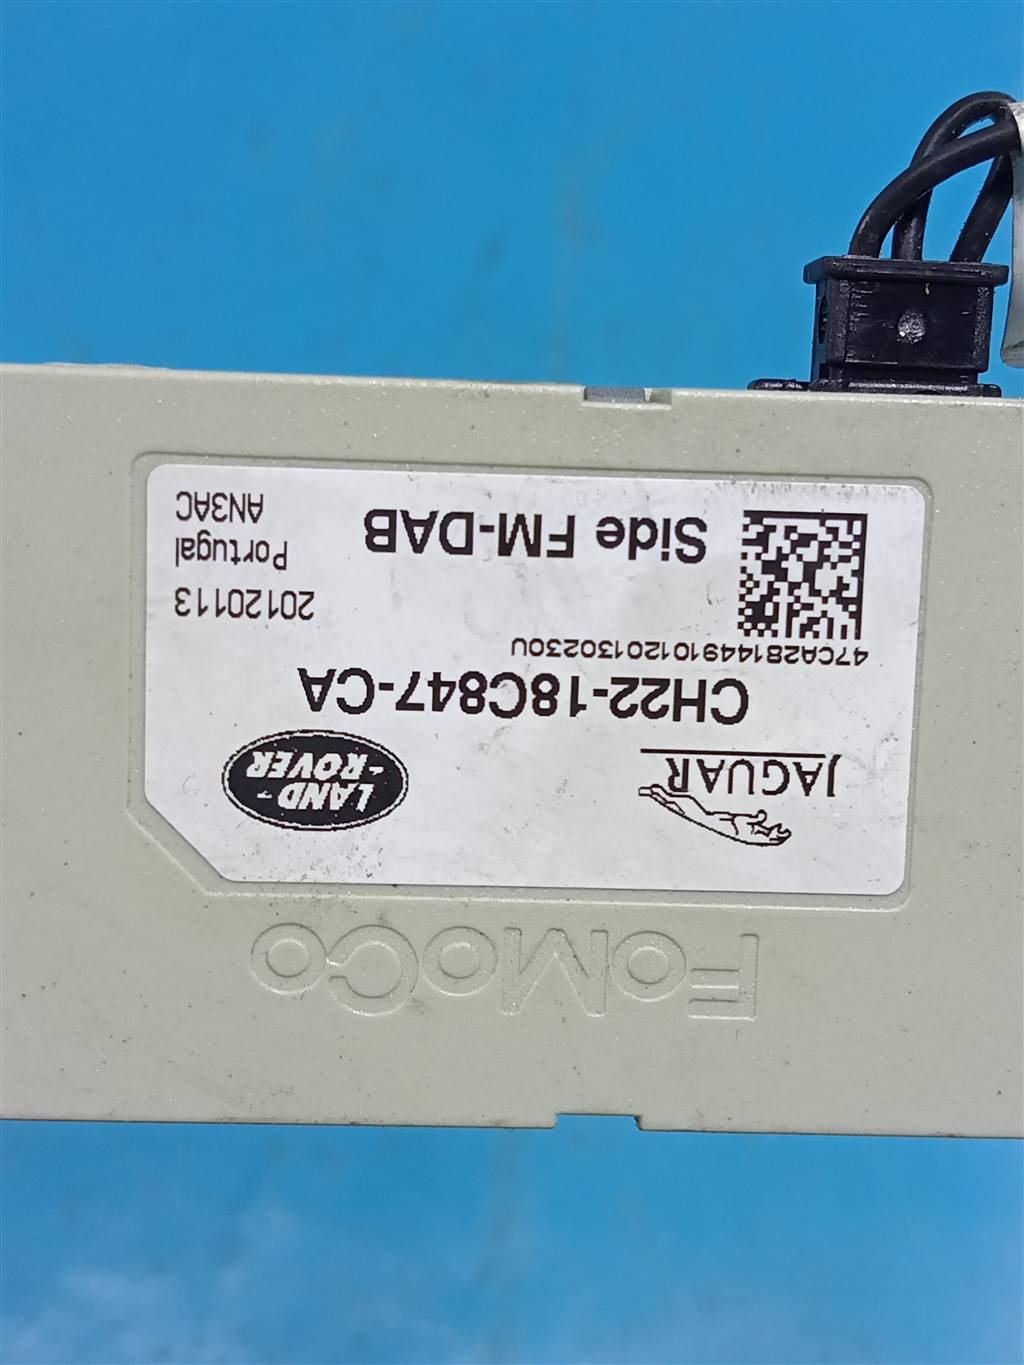 FoMoCo
JAGUAR
LAND-
-ROVER
CH22-18C847-CA
47CA2814491012013023OU
Side FM-DAB
20120113
Portugal
AN3AC